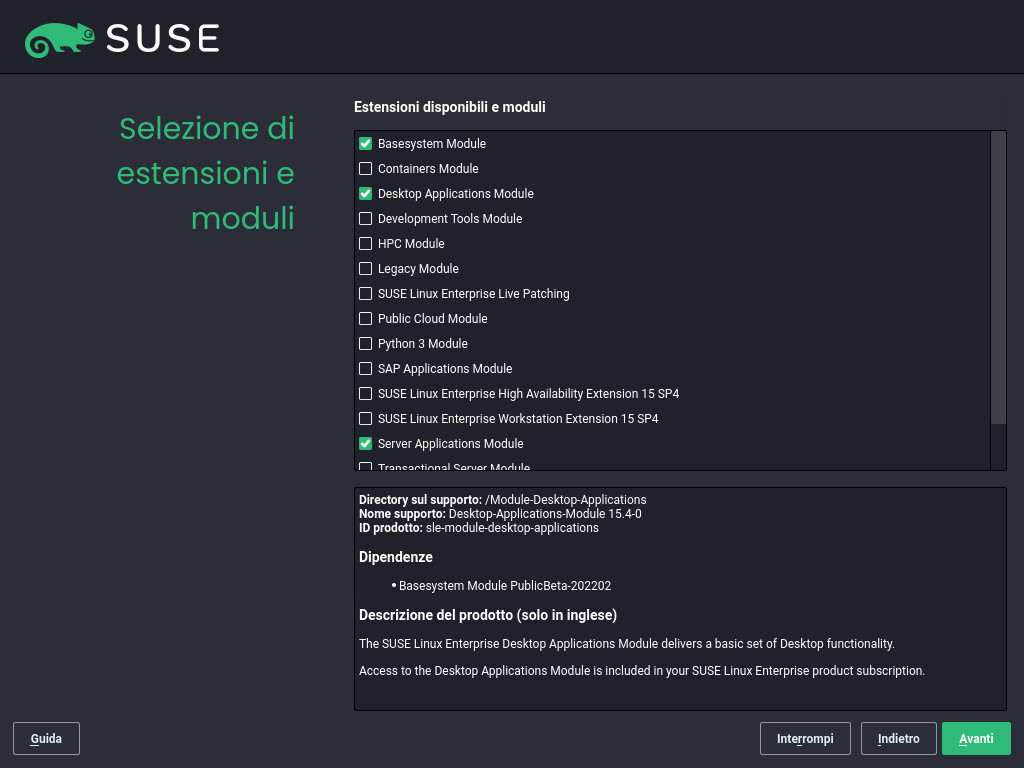 SUSE
Selezione di
estensioni e
moduli
Estensioni disponibili e moduli
Basesystem Module
Containers Module
Desktop Applications Module
Development Tools Module
HPC Module
Legacy Module
SUSE Linux Enterprise Live Patching
Public Cloud Module
Python 3 Module
SAP Applications Module
SUSE Linux Enterprise High Availability Extension 15 SP4
SUSE Linux Enterprise Workstation Extension 15 SP4
Server Applications Module
Transactional Server Module
Directory sul supporto: /Module-Desktop-Applications
Nome supporto: Desktop-Applications-Module 15.4-0
ID prodotto: sle-module-desktop-applications
Dipendenze
• Basesystem Module PublicBeta-202202
Descrizione del prodotto (solo in inglese)
The SUSE Linux Enterprise Desktop Applications Module delivers a basic set of Desktop functionality.
Access to the Desktop Applications Module is included in your SUSE Linux Enterprise product subscription.
Guida
Interrompi
Indietro
Avanti